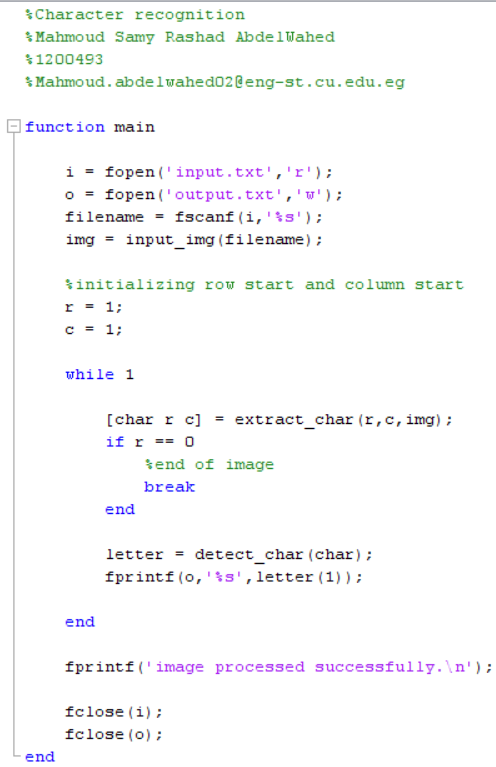 %Character recognition
%Mahmoud Samy Rashad AbdelWahed
%1200493
%Mahmoud.abdelwahed02@eng-st.cu.edu.eg
function main
i = fopen('input.txt','r');
o = fopen('output.txt','w');
filename = fscanf(i,'%s');
img = input_img(filename);
%initializing row start and column start
r = 1;
c = 1;
while 1
[char r c] = extract_char(r,c,img);
if r == 0
%end of image
break
end
letter = detect_char(char);
fprintf(o,'%s',letter(1));
end
fprintf('image processed successfully.\n');
fclose(i);
fclose(o);
end